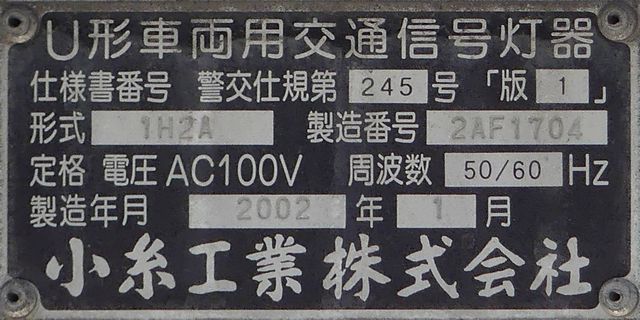 U形車両用交通信号灯器
仕様書番号 警交仕規第 245 号 「版 1 」
形式 1H2A 製造番号 2AF1704
定格 電圧 AC100V 周波数 50/60 Hz
製造年月 2002 年 1 月
小糸工業株式会社